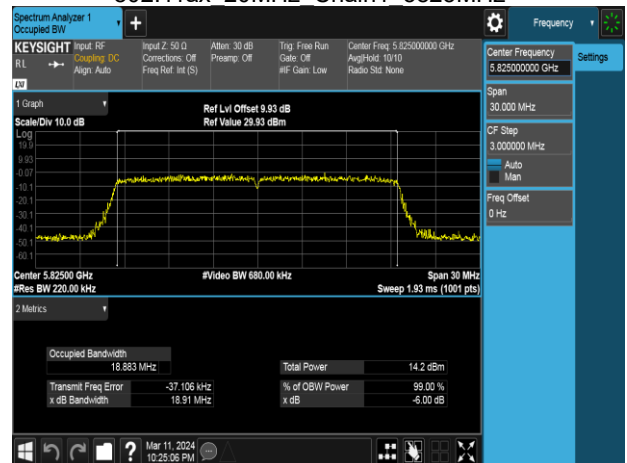 802.11ax-20MHz-Chain1-5825MHz
Spectrum Analyzer 1
Occupied BW
+
Frequency
KEYSIGHT
RL
LXI
Input: RF
Coupling: DC
Align: Auto
Input Z: 50 Ω
Corrections: Off
Freq Ref: Int (S)
Atten: 30 dB
Preamp: Off
Trig: Free Run
Gate: Off
#IF Gain: Low
Center Freq: 5.825000000 GHz
Avg|Hold: 10/10
Radio Std: None
Center Frequency
5.825000000 GHz
Settings
Span
30.000 MHz
CF Step
3.000000 MHz
Auto
Man
Freq Offset
0 Hz
1 Graph
Scale/Div 10.0 dB
Ref Lvl Offset 9.93 dB
Ref Value 29.93 dBm
Log
19.9
9.93
-0.07
-10.1
-20.1
-30.1
-40.1
-50.1
-60.1
Center 5.82500 GHz
#Video BW 680.00 kHz
Span 30 MHz
#Res BW 220.00 kHz
Sweep 1.93 ms (1001 pts)
2 Metrics
Occupied Bandwidth
18.883 MHz
Total Power 14.2 dBm
Transmit Freq Error -37.106 kHz
% of OBW Power 99.00 %
x dB Bandwidth 18.91 MHz
x dB -6.00 dB
?
Mar 11, 2024
10:25:06 PM